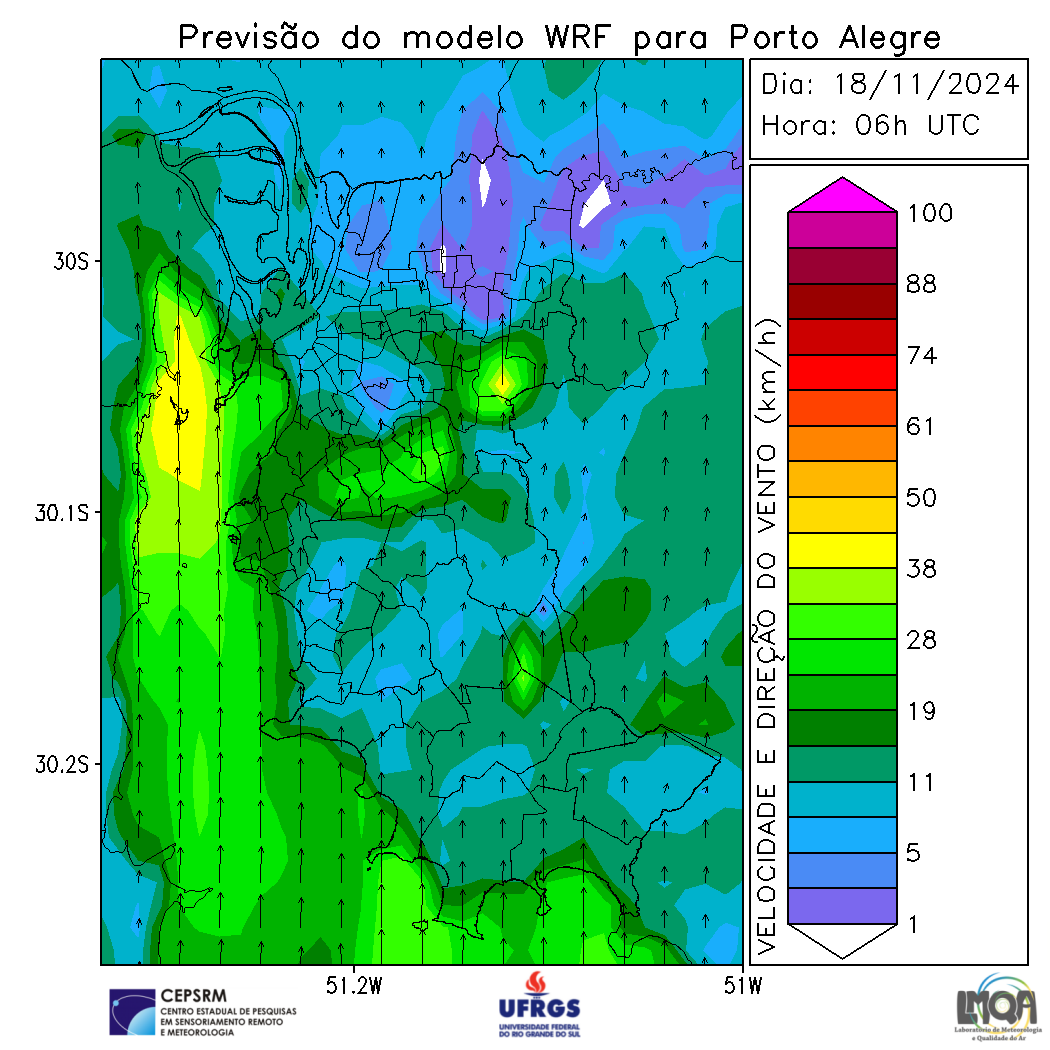 Previsão do modelo WRF para Porto Alegre
Dia: 18/11/2024
Hora: 06h UTC
30S
30.1S
30.2S
51.2W
51W
VELOCIDADE E DIREÇÃO DO VENTO (km/h)
100
88
74
61
50
38
28
19
11
5
1
CEPSRM
CENTRO ESTADUAL DE PESQUISAS
EM SENSORIAMENTO REMOTO
E METEOROLOGIA
UFRGS
UNIVERSIDADE FEDERAL
DO RIO GRANDE DO SUL
LMQA
Laboratório de Meteorologia
e Qualidade do Ar